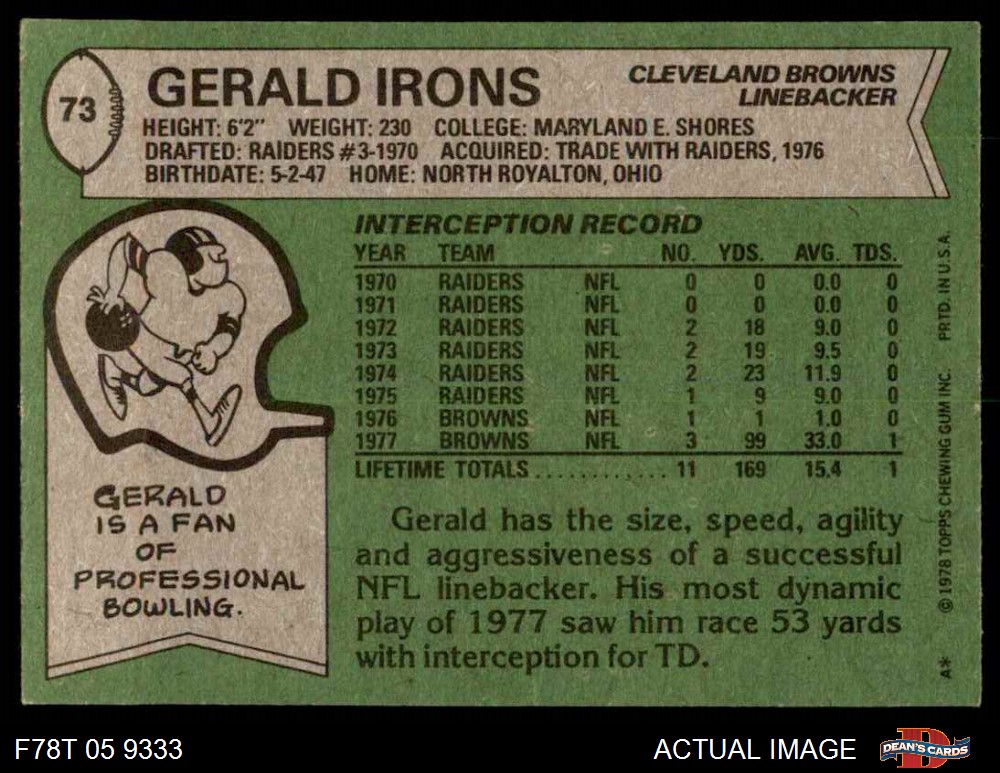 73
GERALD IRONS
CLEVELAND BROWNS
LINEBACKER
HEIGHT: 6'2" WEIGHT: 230 COLLEGE: MARYLAND E. SHORES
DRAFTED: RAIDERS #3-1970 ACQUIRED: TRADE WITH RAIDERS, 1976
BIRTHDATE: 5-2-47 HOME: NORTH ROYALTON, OHIO
INTERCEPTION RECORD
YEAR TEAM NO. YDS. AVG. TDS.
1970 RAIDERS NFL 0 0 0.0 0
1971 RAIDERS NFL 0 0 0.0 0
1972 RAIDERS NFL 2 18 9.0 0
1973 RAIDERS NFL 2 19 9.5 0
1974 RAIDERS NFL 2 23 11.9 0
1975 RAIDERS NFL 1 9 9.0 0
1976 BROWNS NFL 1 1 1.0 0
1977 BROWNS NFL 3 99 33.0 1
LIFETIME TOTALS............ 11 169 15.4 1
GERALD
IS A FAN
OF
PROFESSIONAL
BOWLING.
Gerald has the size, speed, agility
and aggressiveness of a successful
NFL linebacker. His most dynamic
play of 1977 saw him race 53 yards
with interception for TD.
A* © 1978 TOPPS CHEWING GUM INC. PRTD. IN U.S.A.
F78T 05 9333
ACTUAL IMAGE
D
DEAN'S CARDS